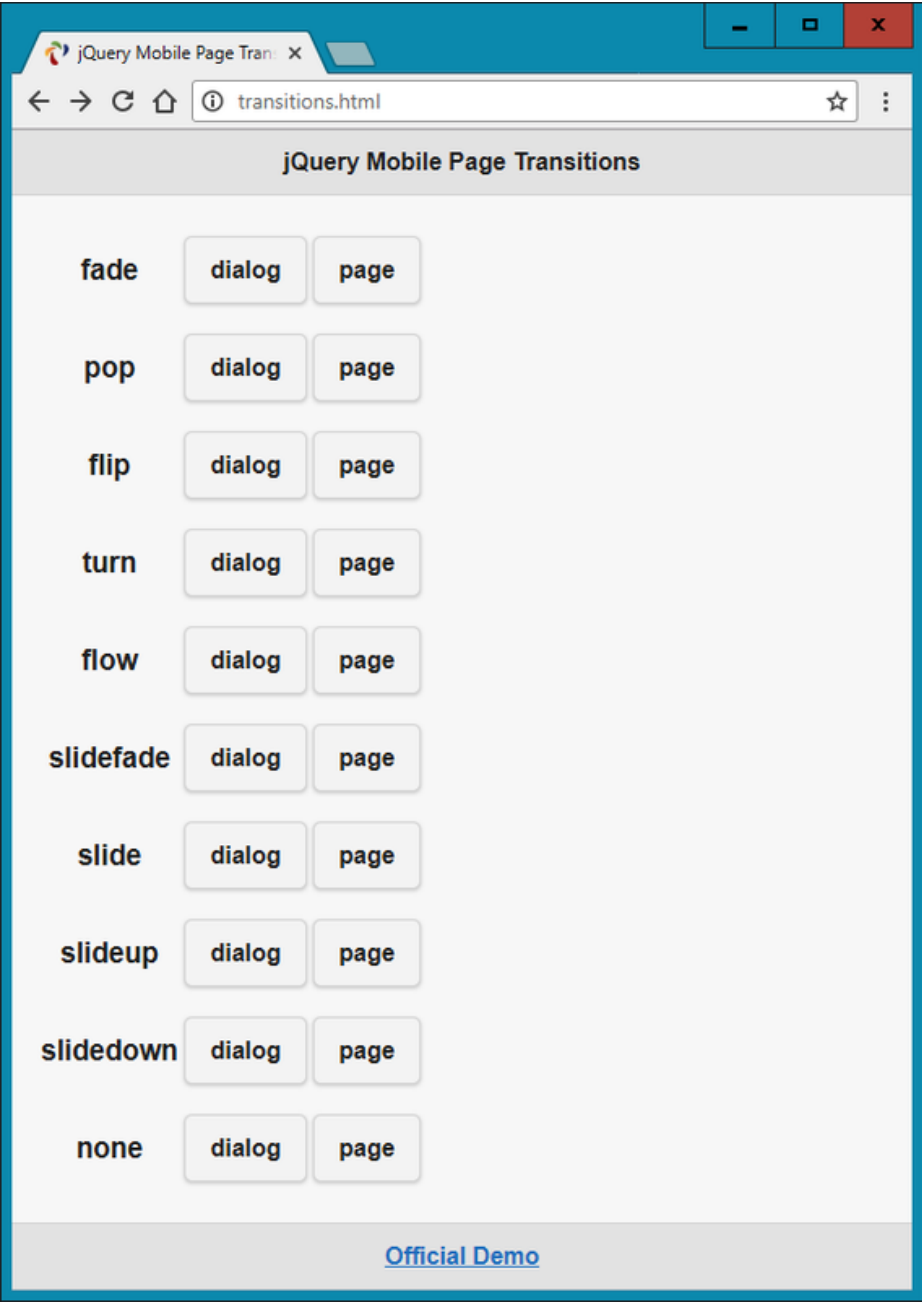 jQuery Mobile Page Tran
transitions.html
jQuery Mobile Page Transitions
fade dialog page
pop dialog page
flip dialog page
turn dialog page
flow dialog page
slidefade dialog page
slide dialog page
slideup dialog page
slidedown dialog page
none dialog page
Official Demo